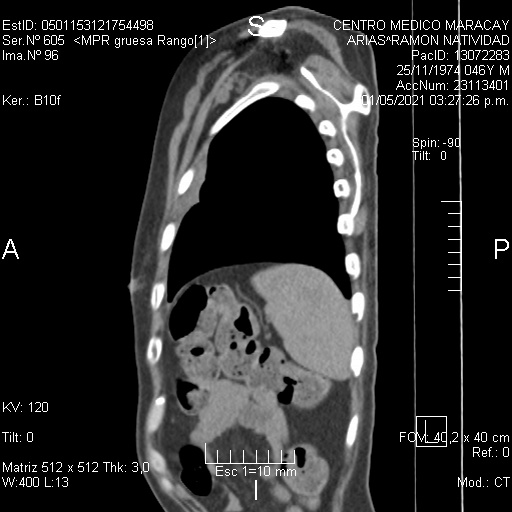 EstID: 0501153121754498
Ser.Nº 605 <MPR gruesa Rango[1]>
Ima.Nº 96
Ker.: B10f
S
CENTRO MEDICO MARACAY
ARIAS^RAMON NATIVIDAD
PacID: 13072283
25/11/1974 046Y M
AccNum: 23113401
01/05/2021 03:27:26 p.m.
Spin: -90
Tilt: 0
A
P
KV: 120
Tilt: 0
Matriz 512 x 512 Thk: 3,0
W:400 L:13
Esc 1=10 mm
I
FOV: 40,2 x 40 cm
Ref.: 0
Mod.: CT